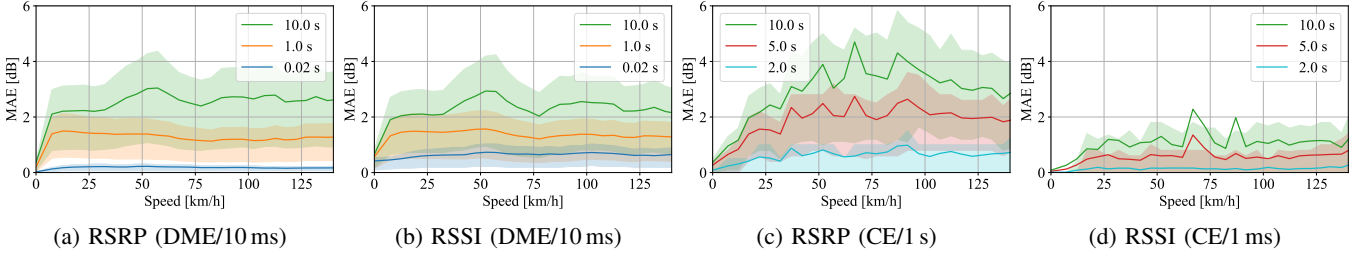 MAE [dB]
6
4
2
0
10.0 s
1.0 s
0.02 s
0 25 50 75 100 125
Speed [km/h]
(a) RSRP (DME/10 ms)
MAE [dB]
6
4
2
0
10.0 s
1.0 s
0.02 s
0 25 50 75 100 125
Speed [km/h]
(b) RSSI (DME/10 ms)
MAE [dB]
6
4
2
0
10.0 s
5.0 s
2.0 s
0 25 50 75 100 125
Speed [km/h]
(c) RSRP (CE/1 s)
MAE [dB]
6
4
2
0
10.0 s
5.0 s
2.0 s
0 25 50 75 100 125
Speed [km/h]
(d) RSSI (CE/1 ms)